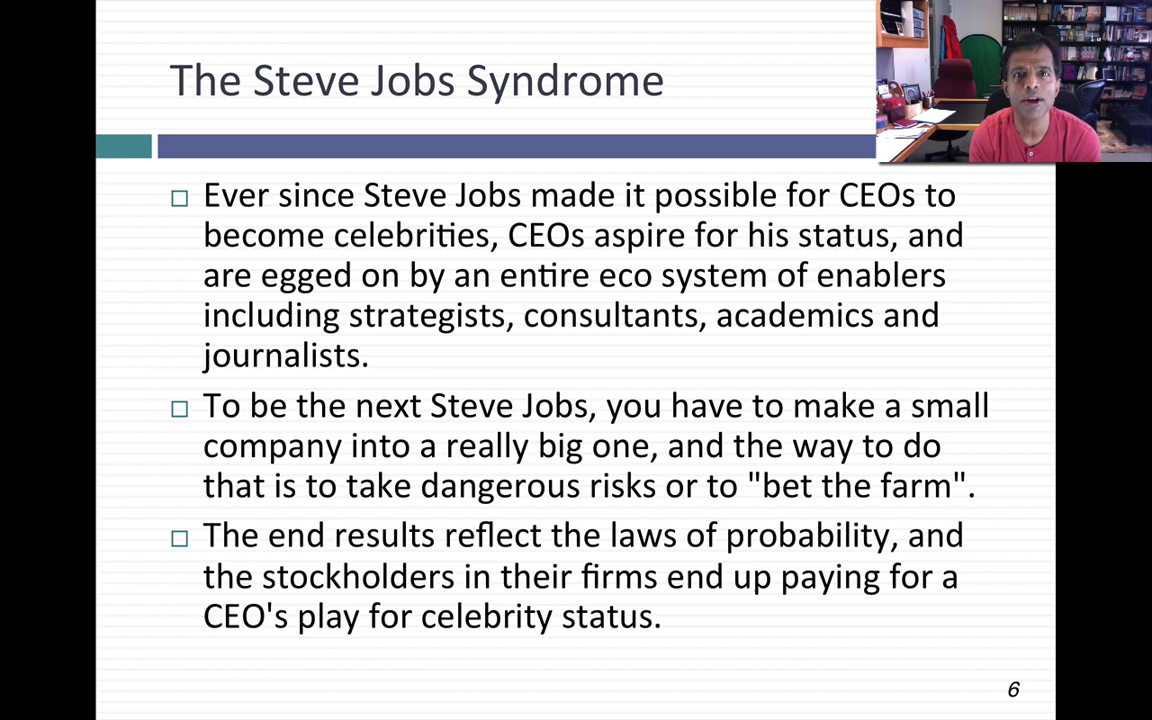 The Steve Jobs Syndrome
Ever since Steve Jobs made it possible for CEOs to
become celebrities, CEOs aspire for his status, and
are egged on by an entire eco system of enablers
including strategists, consultants, academics and
journalists.
To be the next Steve Jobs, you have to make a small
company into a really big one, and the way to do
that is to take dangerous risks or to "bet the farm".
The end results reflect the laws of probability, and
the stockholders in their firms end up paying for a
CEO's play for celebrity status.
6